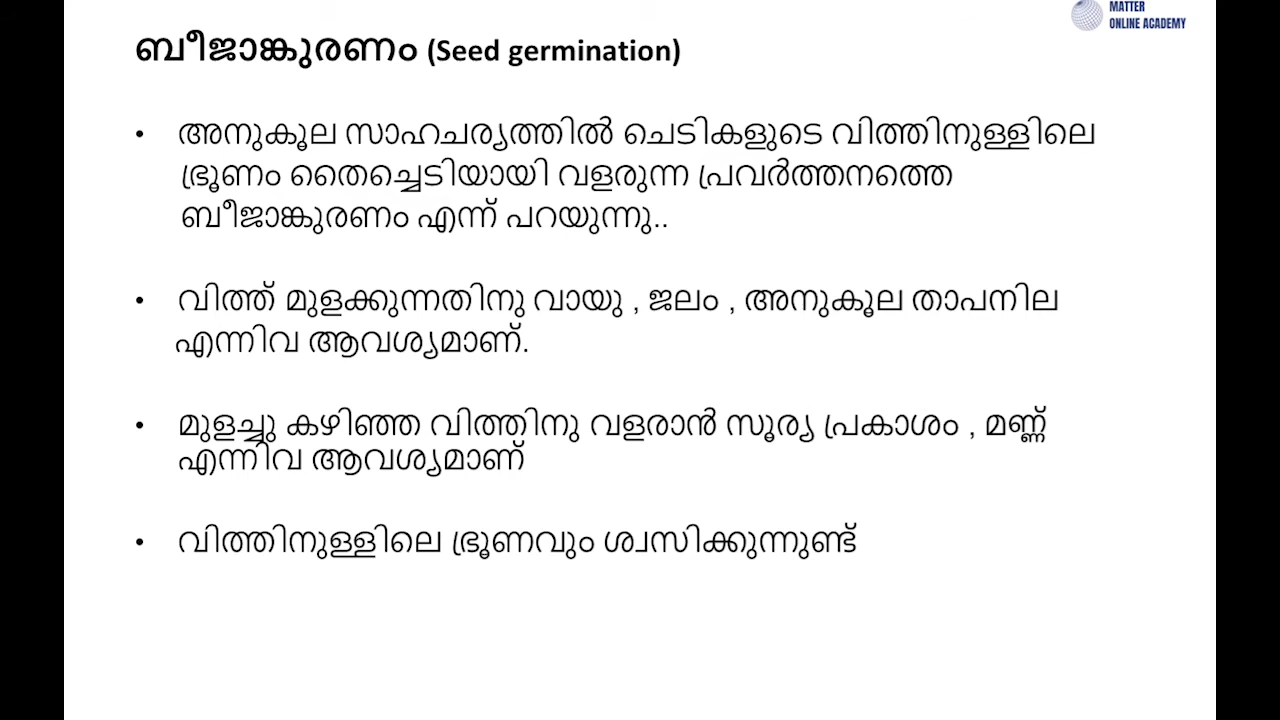 MATTER
ONLINE ACADEMY
ബീജാങ്കുരണം (Seed germination)
• അനുകൂല സാഹചര്യത്തിൽ ചെടികളുടെ വിത്തിനുള്ളിലെ
ഭ്രൂണം തൈച്ചെടിയായി വളരുന്ന പ്രവർത്തനത്തെ
ബീജാങ്കുരണം എന്ന് പറയുന്നു..
• വിത്ത് മുളക്കുന്നതിനു വായു , ജലം , അനുകൂല താപനില
എന്നിവ ആവശ്യമാണ്.
• മുളച്ചു കഴിഞ്ഞ വിത്തിനു വളരാൻ സൂര്യ പ്രകാശം , മണ്ണ്
എന്നിവ ആവശ്യമാണ്
• വിത്തിനുള്ളിലെ ഭ്രൂണവും ശ്വസിക്കുന്നുണ്ട്